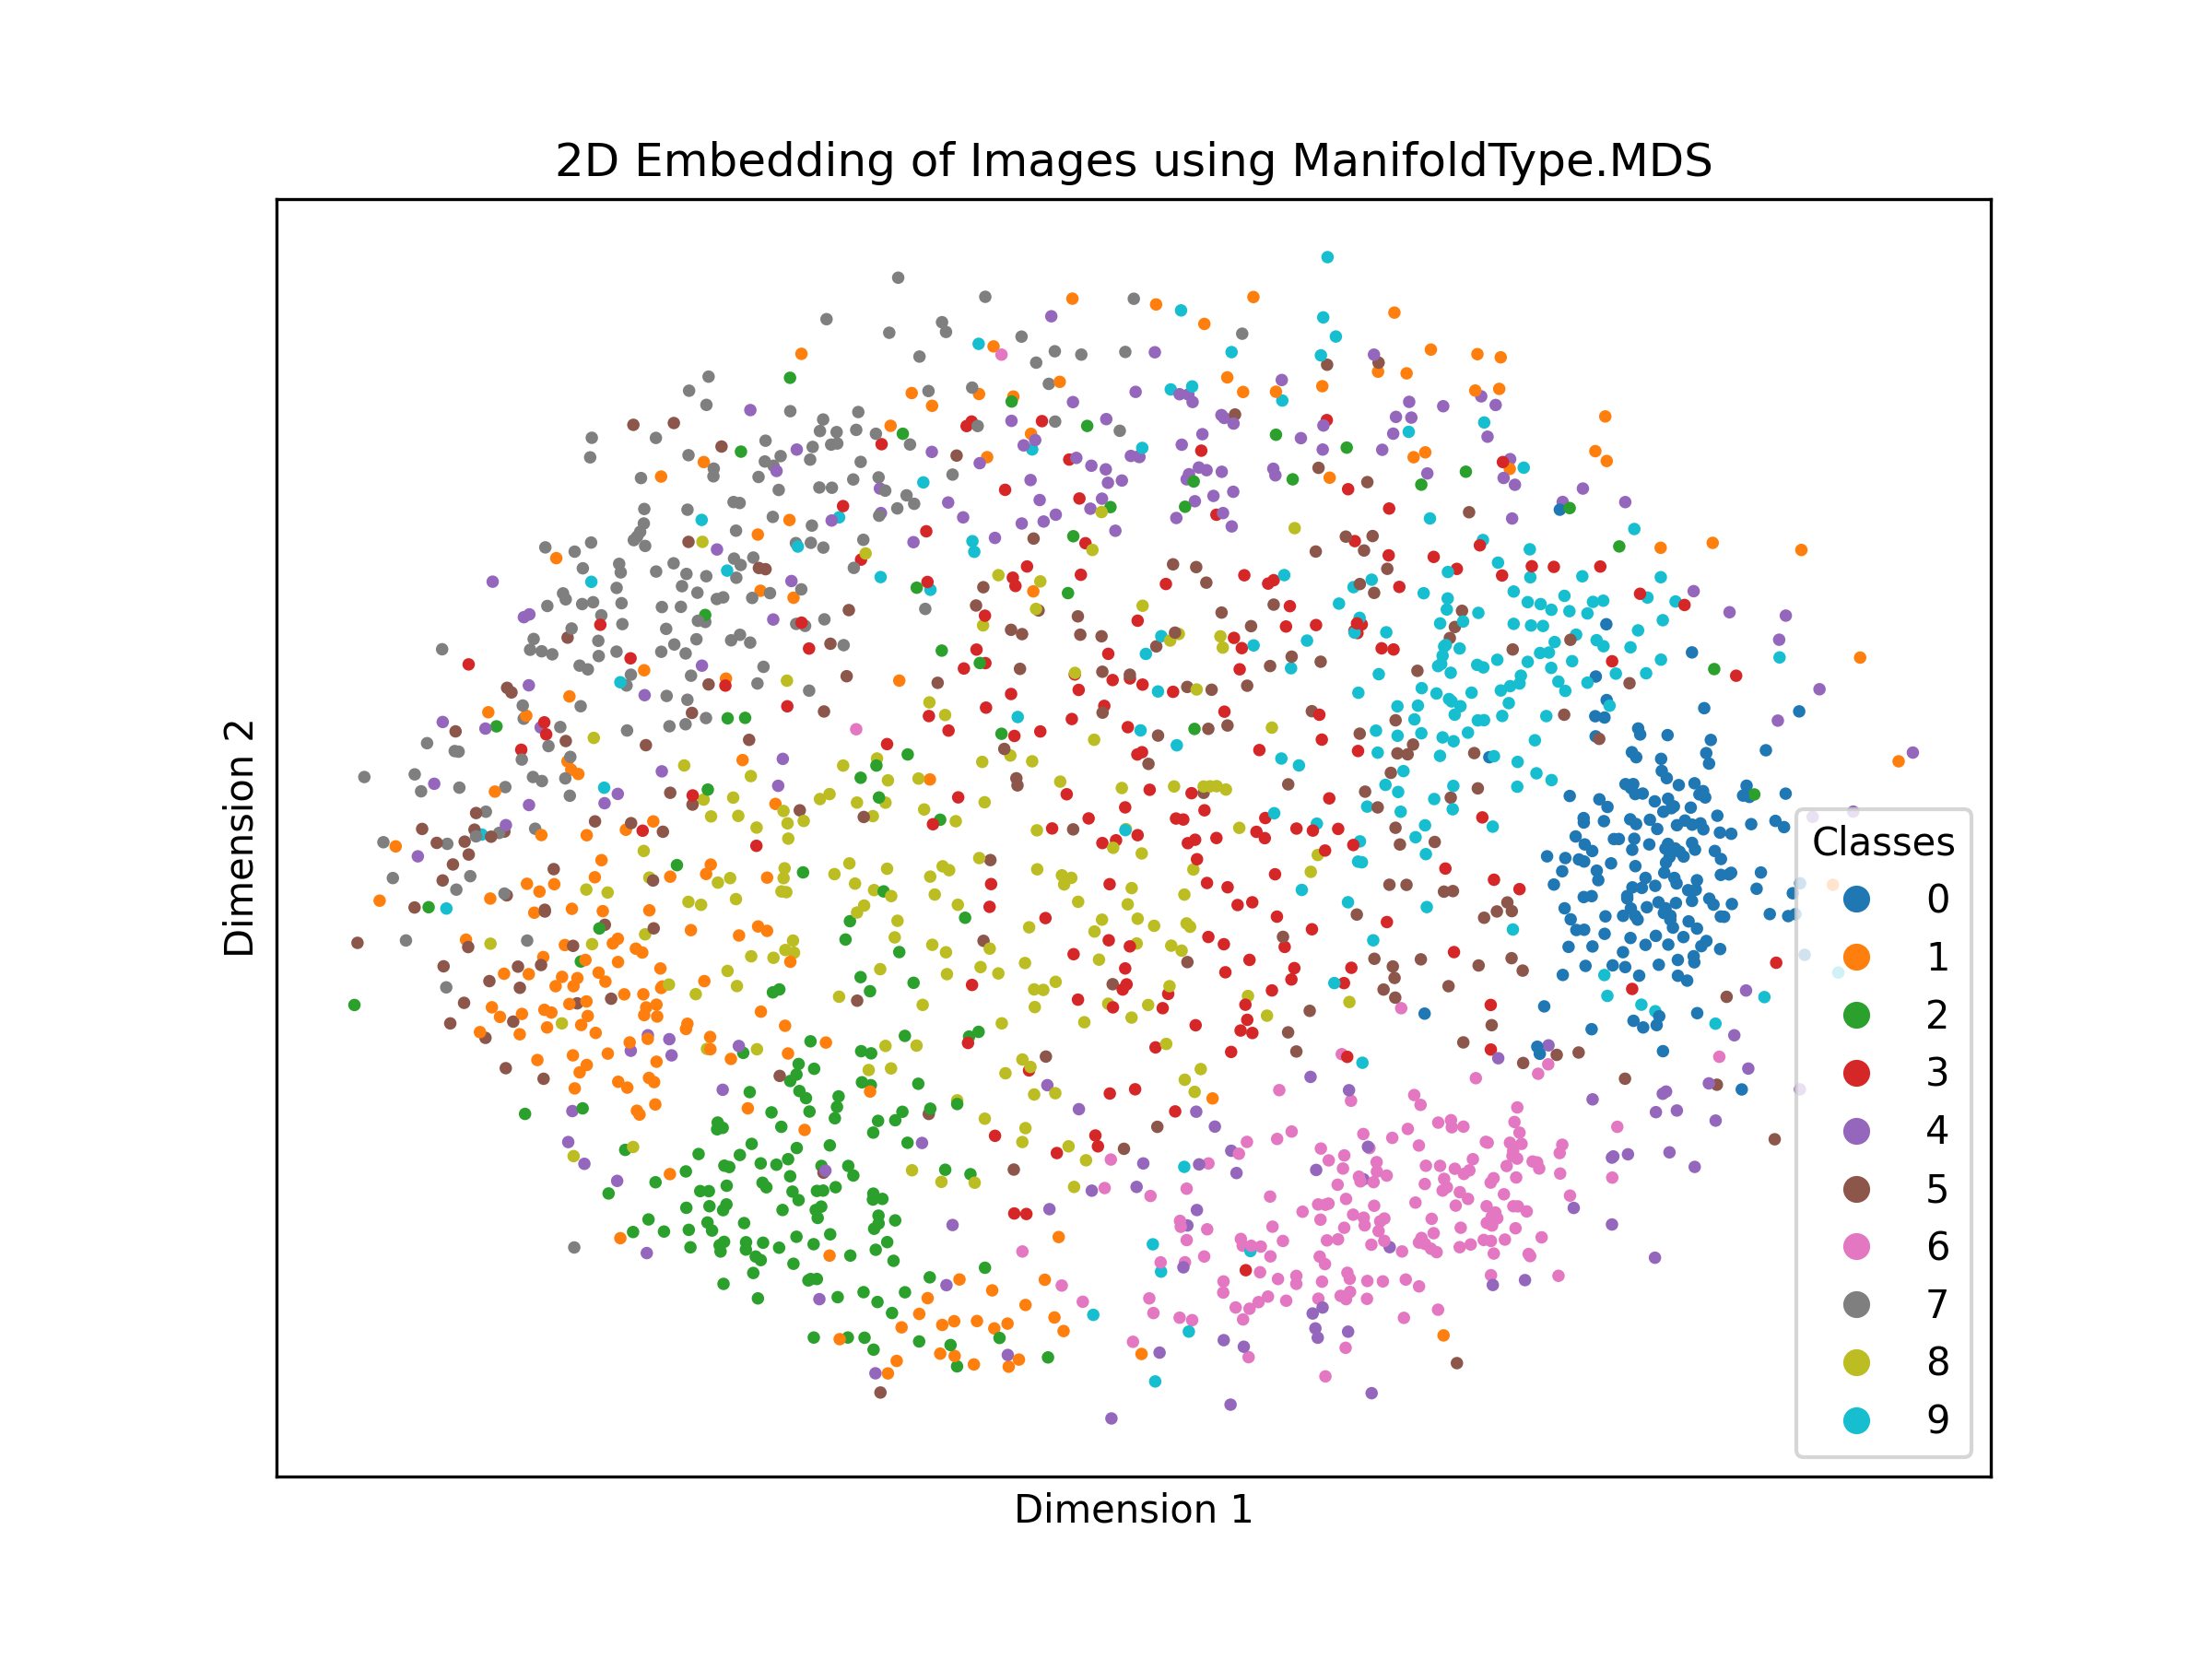 2D Embedding of Images using ManifoldType.MDS
Dimension 2
Classes
0
1
2
3
4
5
6
7
8
9
Dimension 1